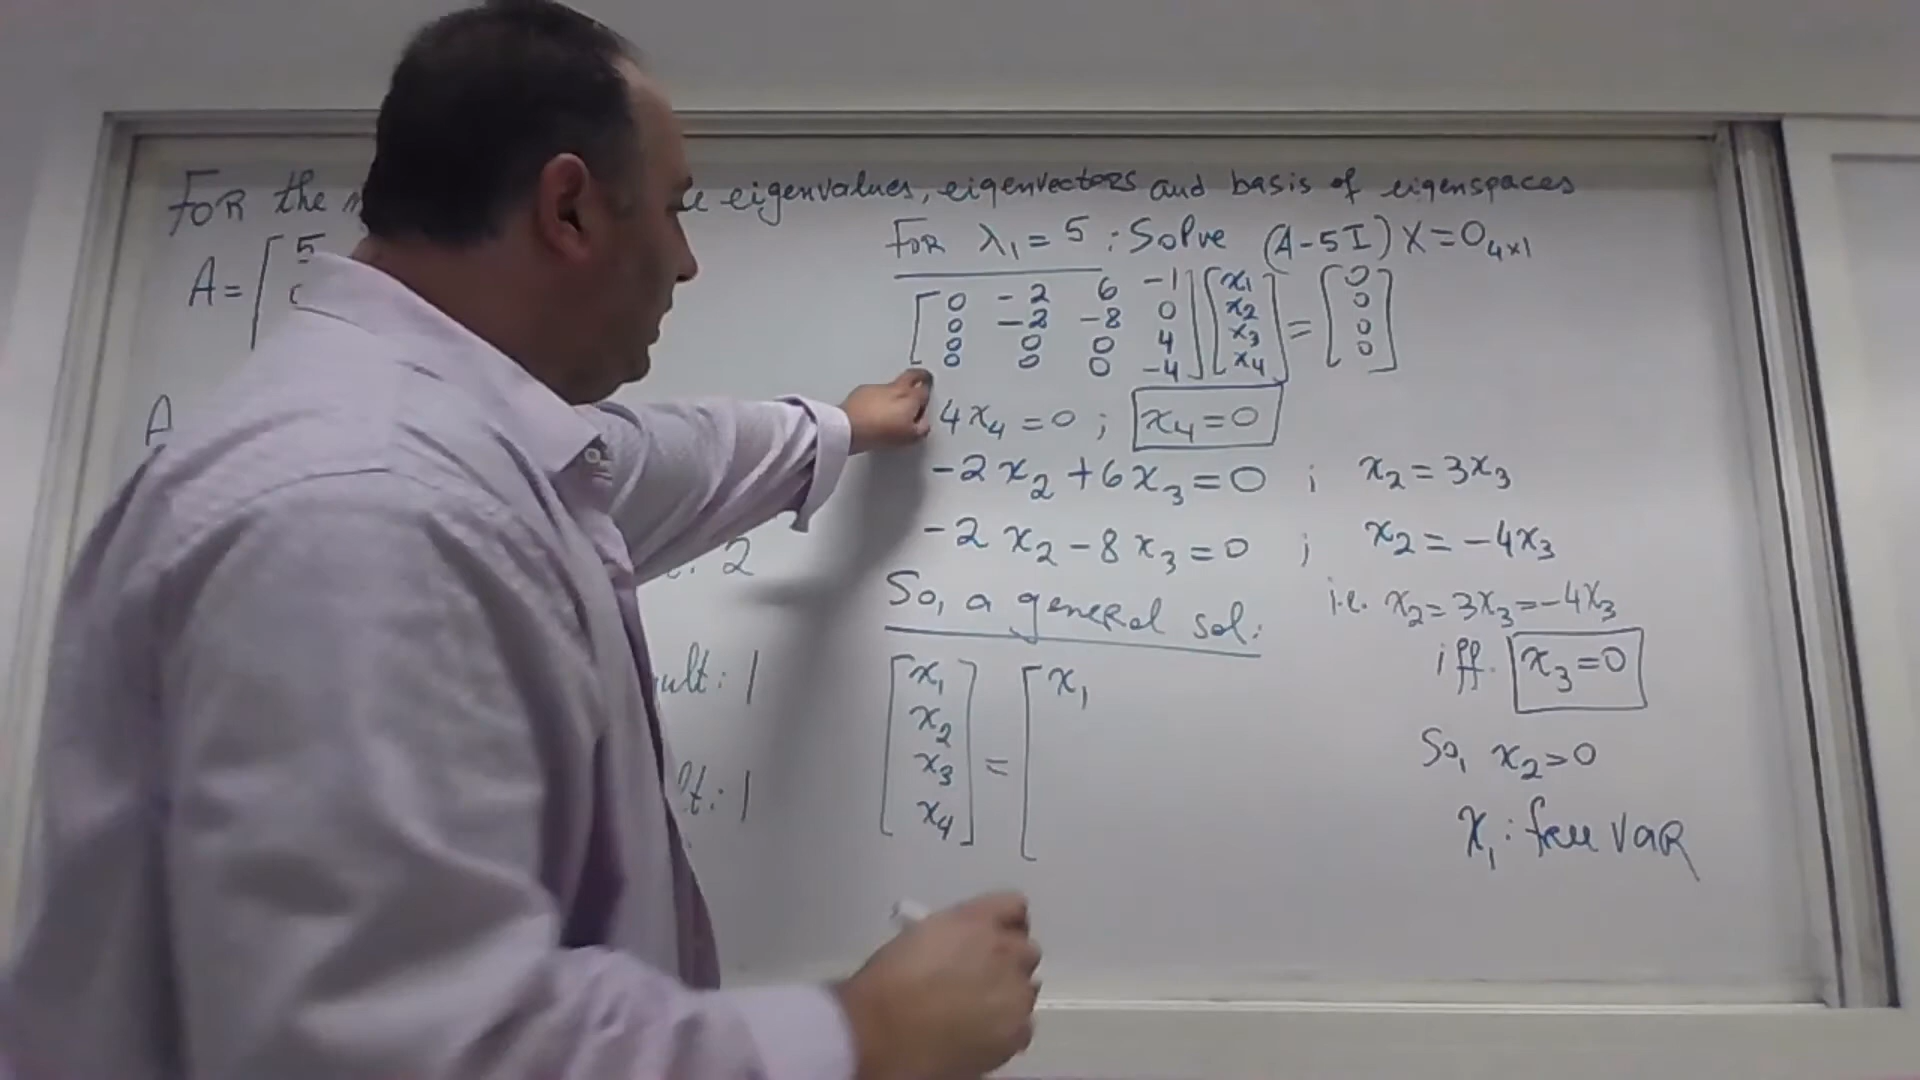 FOR the eigenvalues, eigenvectors and basis of eigenspaces
A = [ 5
FOR λ₁ = 5 : Solve (A - 5I) X = O₄ₓ₁
[ 0 -2 6 -1 ] [ x₁ ] [ 0 ]
[ 0 -2 -8 0 ] [ x₂ ] = [ 0 ]
[ 0 0 0 4 ] [ x₃ ] [ 0 ]
[ 0 0 0 -4 ] [ x₄ ] [ 0 ]
A
4x₄ = 0 ; x₄ = 0
-2x₂ + 6x₃ = 0 ; x₂ = 3x₃
-2x₂ - 8x₃ = 0 ; x₂ = -4x₃
i.e. x₂ = 3x₃ = -4x₃
iff. x₃ = 0
So, x₂ = 0
x₁ : free var
2
ult: 1
lt: 1
So, a general sol:
[ x₁ ] [ x₁
[ x₂ ]
[ x₃ ] =
[ x₄ ]